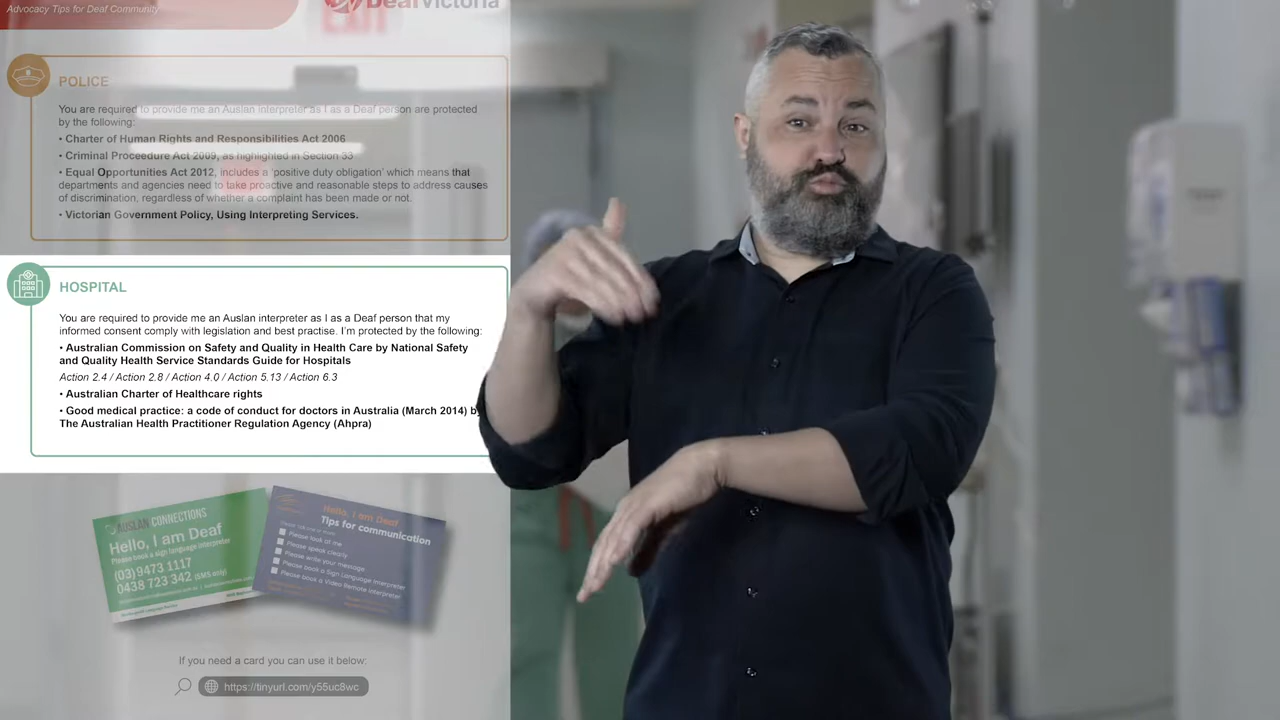 Advocacy Tips for Deaf Community
DeafVictoria
EXIT
POLICE
You are required to provide me an Auslan Interpreter as I as a Deaf person are protected
by the following:
• Charter of Human Rights and Responsibilities Act 2006
• Criminal Proceedure Act 2009, as highlighted in Section 33
• Equal Opportunities Act 2012, includes a 'positive duty obligation' which means that
departments and agencies need to take proactive and reasonable steps to address causes
of discrimination, regardless of whether a complaint has been made or not.
• Victorian Government Policy, Using Interpreting Services.
HOSPITAL
You are required to provide me an Auslan interpreter as I as a Deaf person that my
informed consent comply with legislation and best practise. I'm protected by the following:
• Australian Commission on Safety and Quality in Health Care by National Safety
and Quality Health Service Standards Guide for Hospitals
Action 2.4 / Action 2.8 / Action 4.0 / Action 5.13 / Action 6.3
• Australian Charter of Healthcare rights
• Good medical practice: a code of conduct for doctors in Australia (March 2014) by
The Australian Health Practitioner Regulation Agency (Ahpra)
AUSLAN CONNECTIONS
Hello, I am Deaf
Please book a sign language interpreter
(03) 9473 1117
0438 723 342 (SMS only)
Hello, I am Deaf
Tips for communication
Please look at me
Please speak clearly
Please write your message
Please book a Sign Language Interpreter
Please book a Video Remote Interpreter
If you need a card you can use it below:
https://tinyurl.com/y55uc8wc